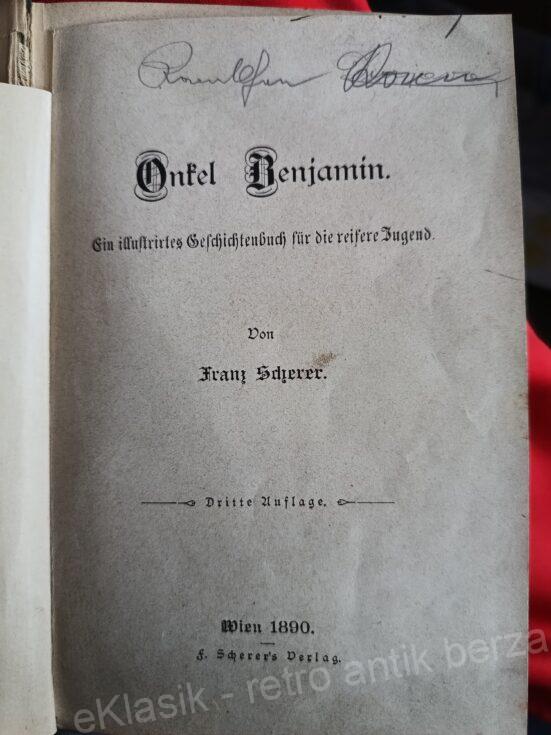 Onkel Benjamin.
Ein illustrirtes Geschichtenbuch für die reifere Jugend.
Von
Franz Scherer.
Dritte Auflage.
Wien 1890.
F. Scherer's Verlag.
eKlasik - retro antik berza